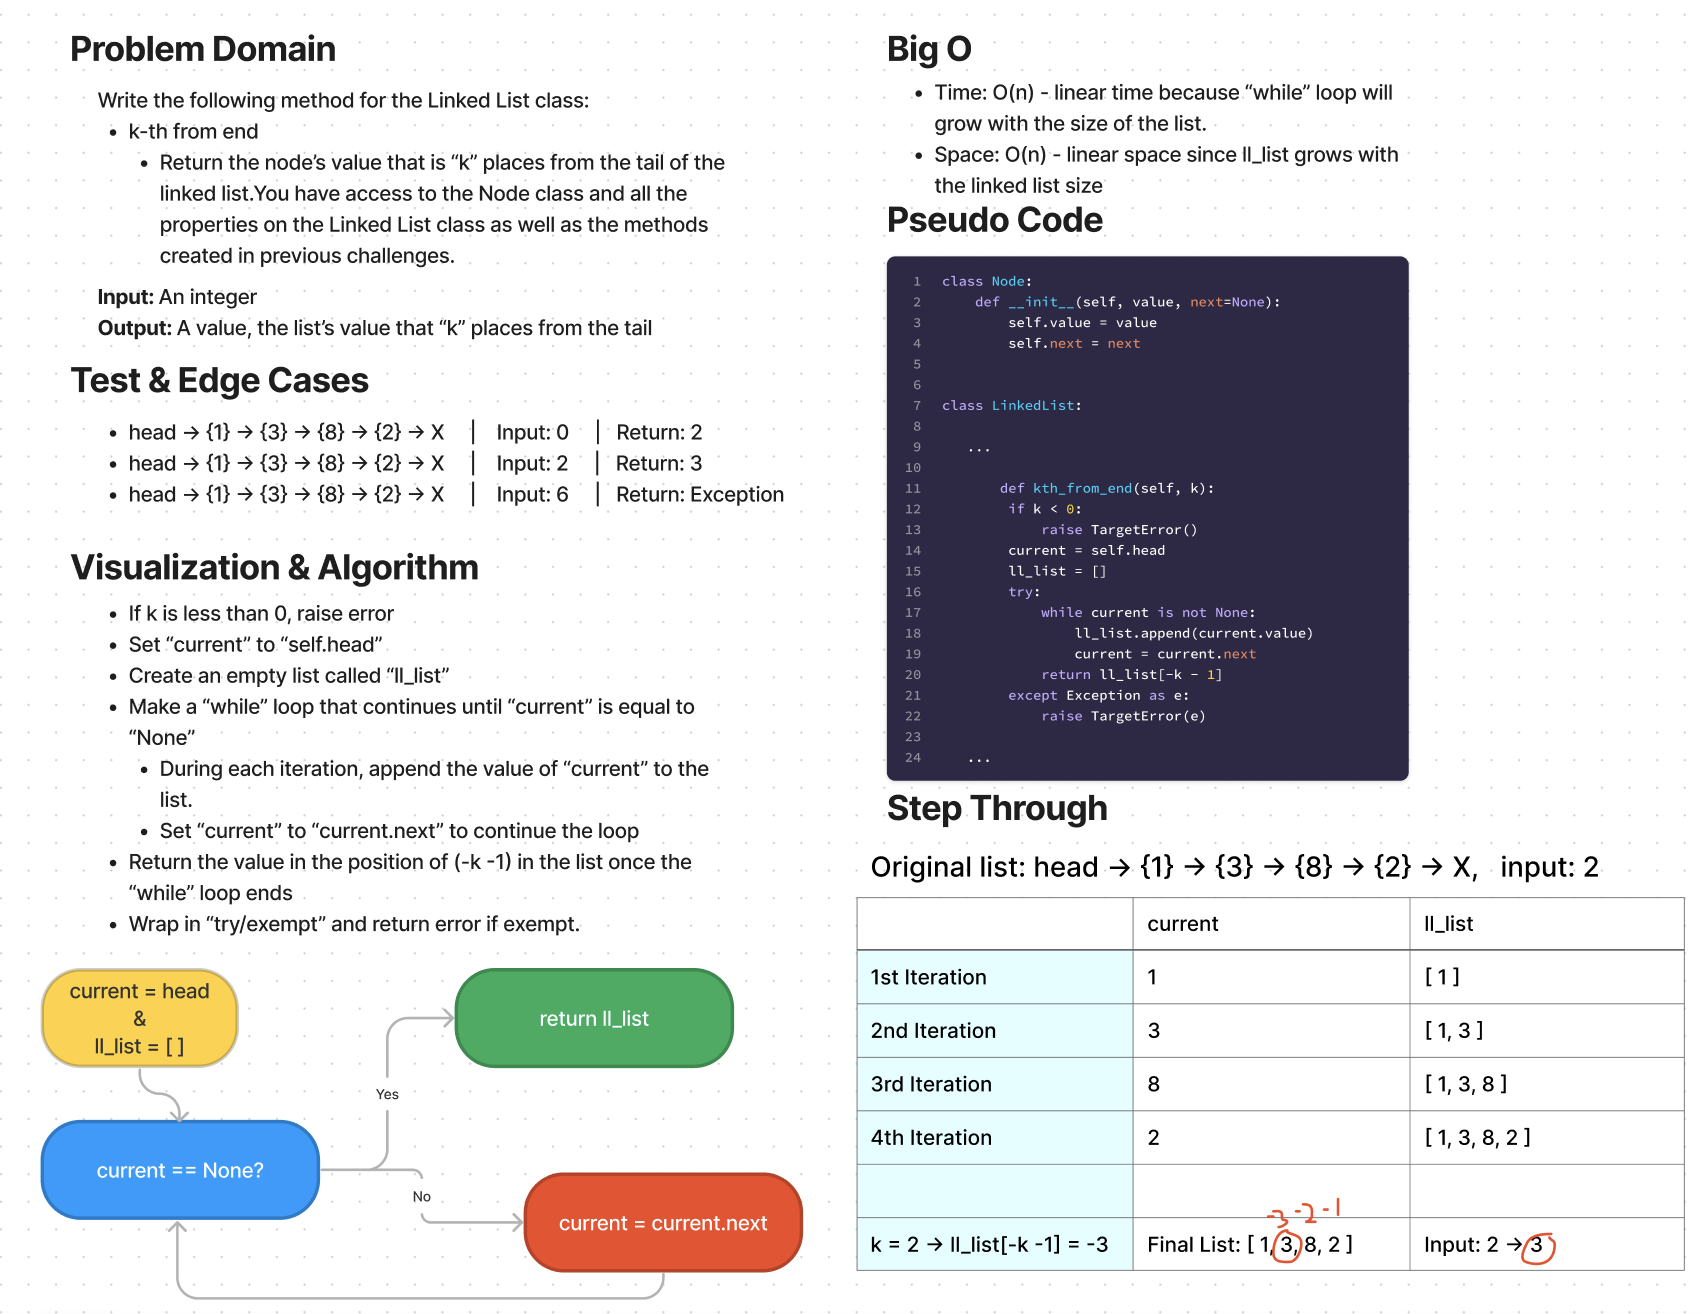 Problem Domain
Write the following method for the Linked List class:
• k-th from end
• Return the node’s value that is “k” places from the tail of the
linked list.You have access to the Node class and all the
properties on the Linked List class as well as the methods
created in previous challenges.
Input: An integer
Output: A value, the list’s value that “k” places from the tail
Test & Edge Cases
• head → {1} → {3} → {8} → {2} → X | Input: 0 | Return: 2
• head → {1} → {3} → {8} → {2} → X | Input: 2 | Return: 3
• head → {1} → {3} → {8} → {2} → X | Input: 6 | Return: Exception
Visualization & Algorithm
• If k is less than 0, raise error
• Set “current” to “self.head”
• Create an empty list called “ll_list”
• Make a “while” loop that continues until “current” is equal to
“None”
• During each iteration, append the value of “current” to the
list.
• Set “current” to “current.next” to continue the loop
• Return the value in the position of (-k -1) in the list once the
“while” loop ends
• Wrap in “try/exempt” and return error if exempt.
current = head
&
ll_list = [ ]
return ll_list
Yes
current == None?
No
current = current.next
Big O
• Time: O(n) - linear time because “while” loop will
grow with the size of the list.
• Space: O(n) - linear space since ll_list grows with
the linked list size
Pseudo Code
1 class Node:
2 def __init__(self, value, next=None):
3 self.value = value
4 self.next = next
5
6
7 class LinkedList:
8
9 ...
10
11 def kth_from_end(self, k):
12 if k < 0:
13 raise TargetError()
14 current = self.head
15 ll_list = []
16 try:
17 while current is not None:
18 ll_list.append(current.value)
19 current = current.next
20 return ll_list[-k - 1]
21 except Exception as e:
22 raise TargetError(e)
23
24 ...
Step Through
Original list: head → {1} → {3} → {8} → {2} → X, input: 2
current ll_list
1st Iteration 1 [ 1 ]
2nd Iteration 3 [ 1, 3 ]
3rd Iteration 8 [ 1, 3, 8 ]
4th Iteration 2 [ 1, 3, 8, 2 ]
-3 -2 -1
k = 2 → ll_list[-k -1] = -3 Final List: [ 1, 3, 8, 2 ] Input: 2 → 3